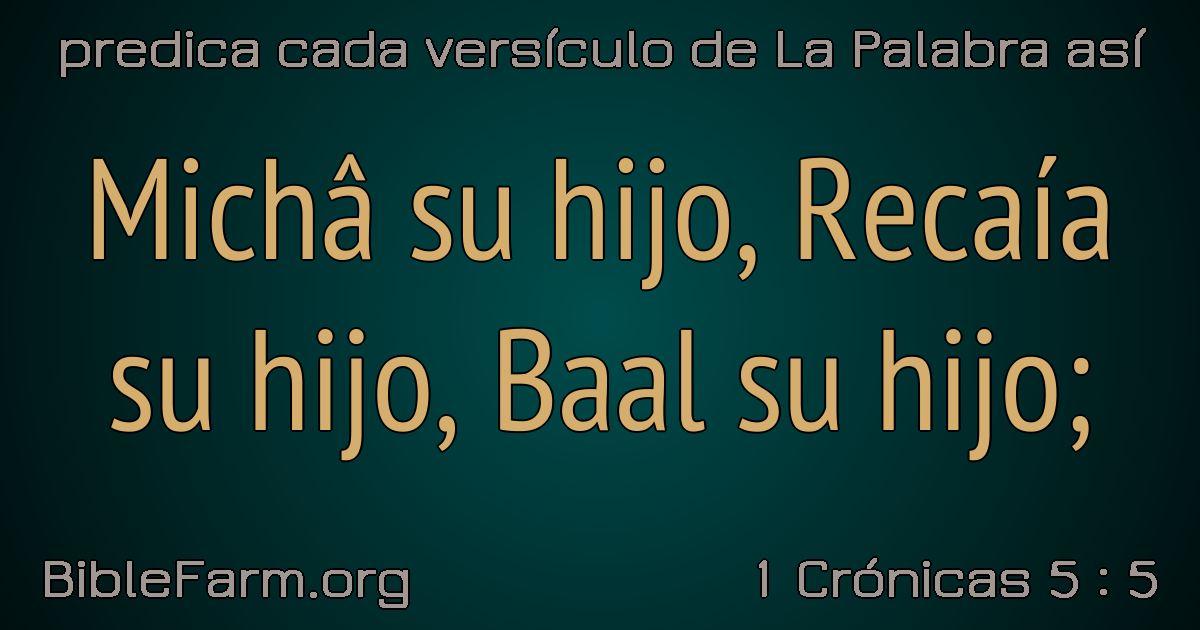 predica cada versículo de La Palabra así
Michâ su hijo, Recaía
su hijo, Baal su hijo;
BibleFarm.org
1 Crónicas 5 : 5